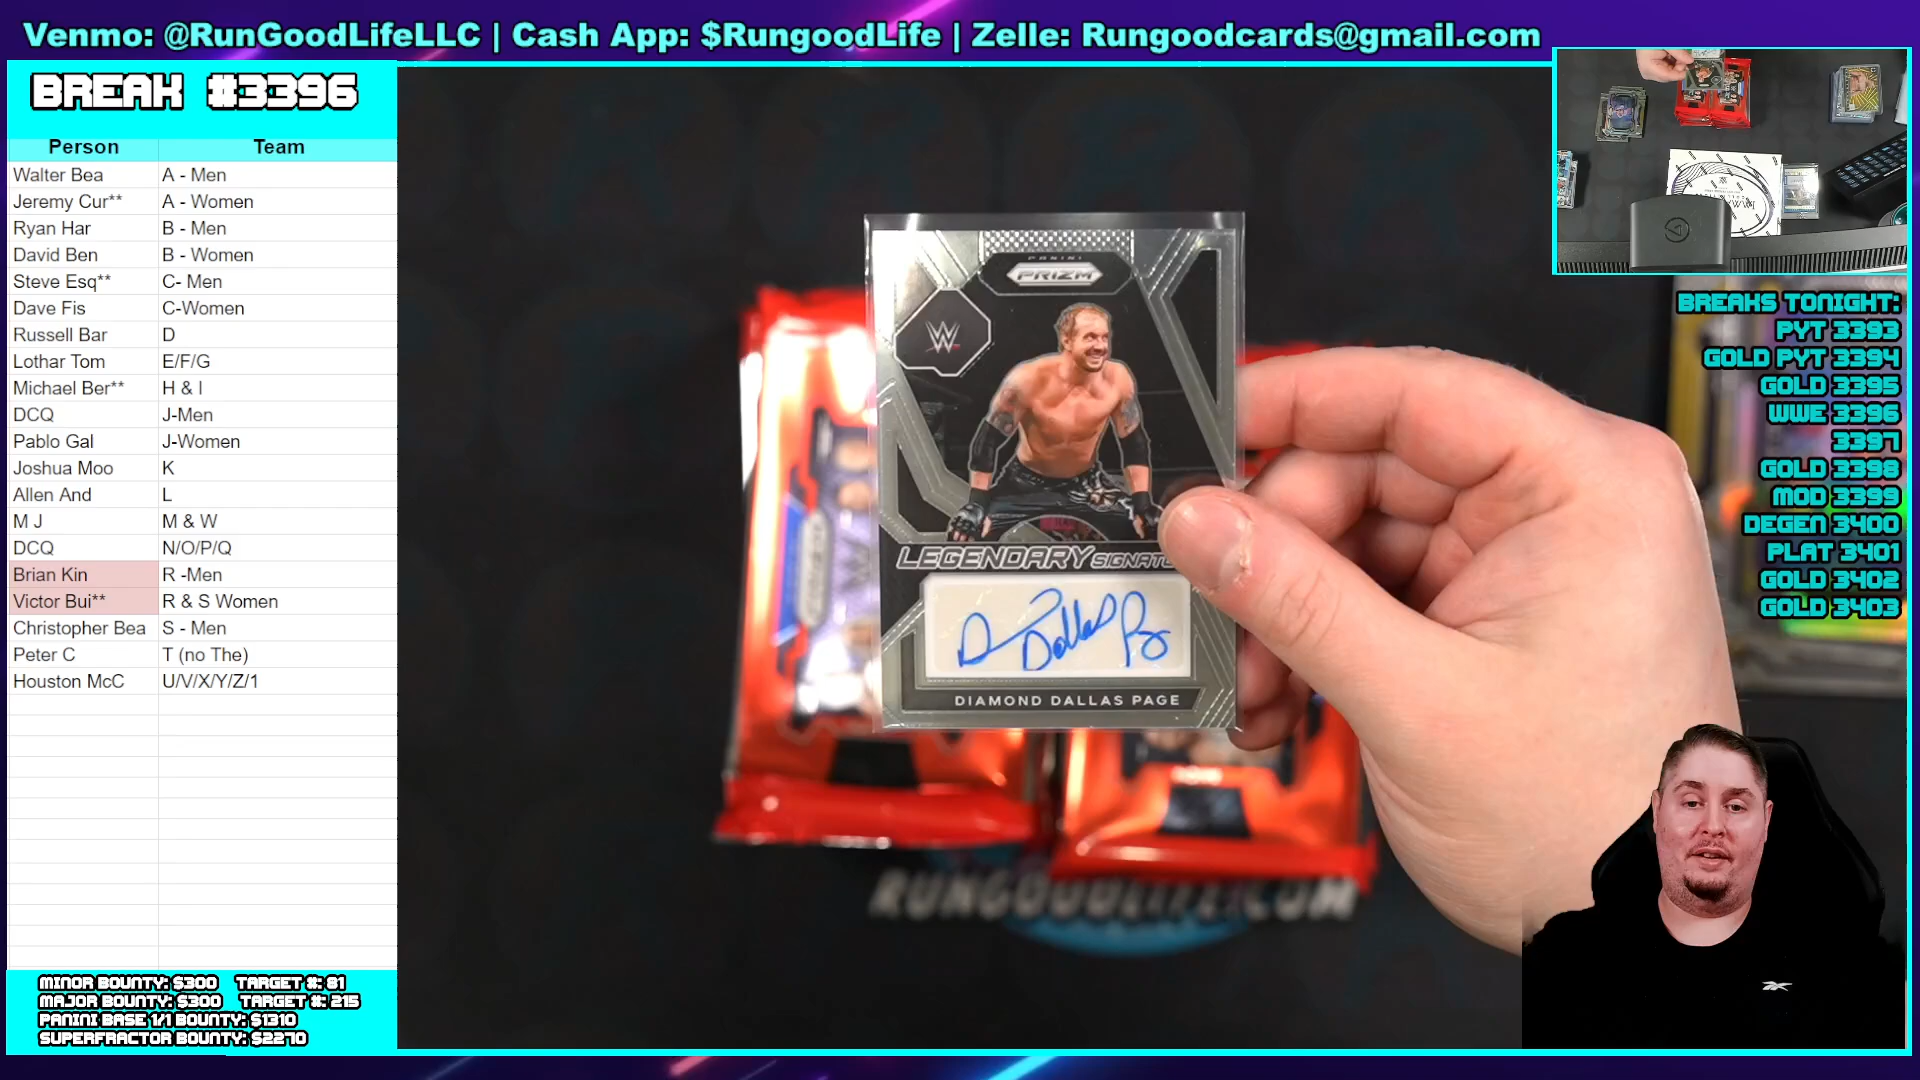 Venmo: @RunGoodLifeLLC | Cash App: $RungoodLife | Zelle: Rungoodcards@gmail.com
BREAK #3396
Person Team
Walter Bea A - Men
Jeremy Cur** A - Women
Ryan Har B - Men
David Ben B - Women
Steve Esq** C- Men
Dave Fis C-Women
Russell Bar D
Lothar Tom E/F/G
Michael Ber** H & I
DCQ J-Men
Pablo Gal J-Women
Joshua Moo K
Allen And L
M J M & W
DCQ N/O/P/Q
Brian Kin R -Men
Victor Bui** R & S Women
Christopher Bea S - Men
Peter C T (no The)
Houston McC U/V/X/Y/Z/1
MINOR BOUNTY: $300 TARGET #: 81
MAJOR BOUNTY: $300 TARGET #: 215
PANINI BASE 1/1 BOUNTY: $1310
SUPERFRACTOR BOUNTY: $2270
PANINI
PRIZM
W
LEGENDARY
DIAMOND DALLAS PAGE
RUNGOODLIFE.COM
BREAKS TONIGHT:
PYT 3393
GOLD PYT 3394
GOLD 3395
WWE 3396
3397
GOLD 3398
MOD 3399
DEGEN 3400
PLAT 3401
GOLD 3402
GOLD 3403